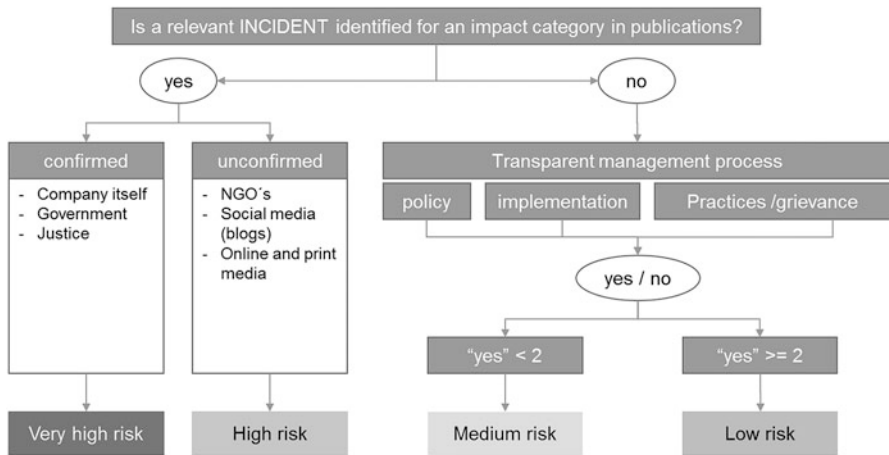 Is a relevant INCIDENT identified for an impact category in publications?
yes
no
confirmed
- Company itself
- Government
- Justice
unconfirmed
- NGO´s
- Social media
(blogs)
- Online and print
media
Transparent management process
policy
implementation
Practices /grievance
yes / no
“yes” < 2
“yes” >= 2
Very high risk
High risk
Medium risk
Low risk